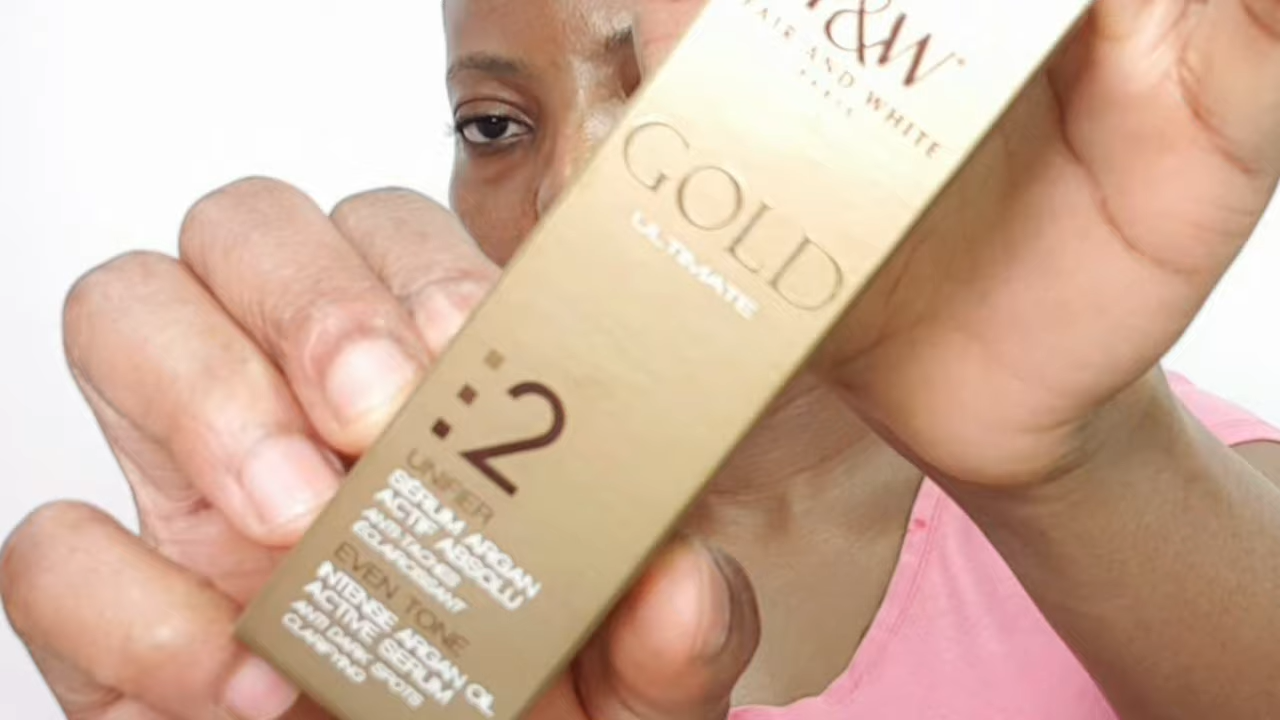 F&W®
FAIR AND WHITE
PARIS
GOLD
ULTIMATE
2
UNIFIER
SÉRUM ARGAN
ACTIF ABSOLU
ANTI-TACHES
ECLAIRCISSANT
EVEN TONE
INTENSE ARGAN OIL
ACTIVE SERUM
ANTI DARK SPOTS
CLARIFYING